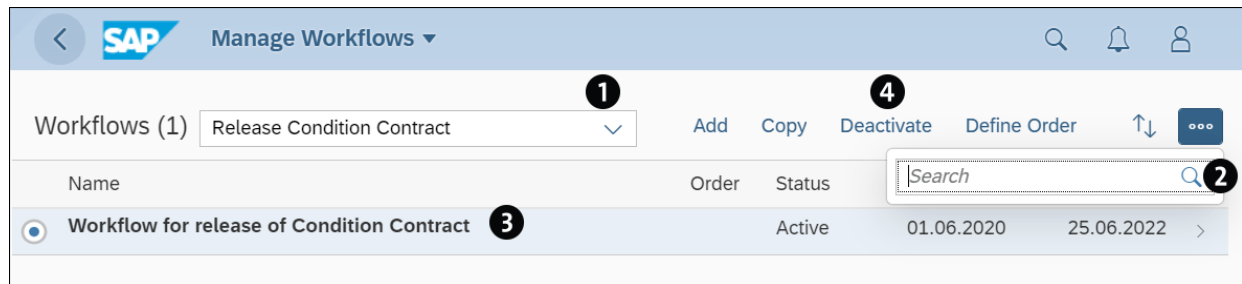 SAP Manage Workflows
1 4
Workflows (1) Release Condition Contract Add Copy Deactivate Define Order
Search 2
Name Order Status
Workflow for release of Condition Contract 3 Active 01.06.2020 25.06.2022